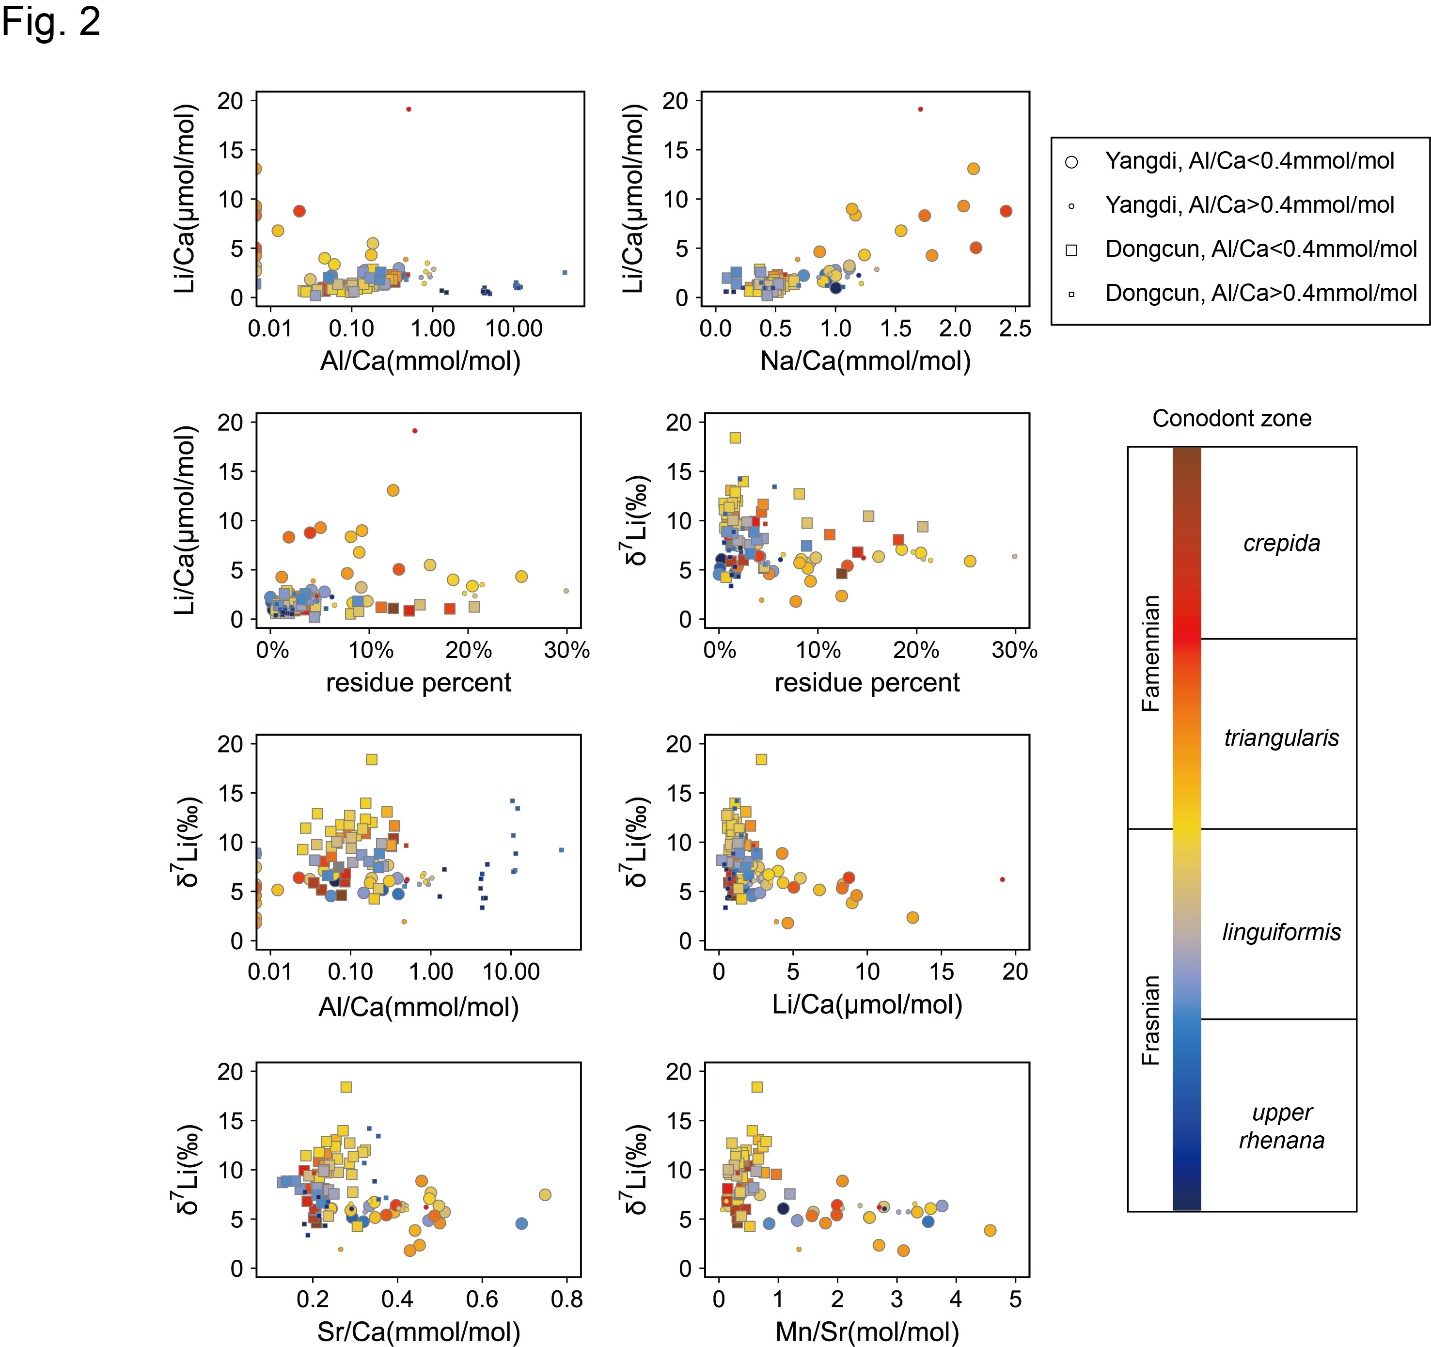 Fig. 2
20
15
10
5
0
Li/Ca(μmol/mol)
0.01 0.10 1.00 10.00
Al/Ca(mmol/mol)
20
15
10
5
0
Li/Ca(μmol/mol)
0.0 0.5 1.0 1.5 2.0 2.5
Na/Ca(mmol/mol)
Yangdi, Al/Ca<0.4mmol/mol
Yangdi, Al/Ca>0.4mmol/mol
Dongcun, Al/Ca<0.4mmol/mol
Dongcun, Al/Ca>0.4mmol/mol
20
15
10
5
0
Li/Ca(μmol/mol)
0% 10% 20% 30%
residue percent
20
15
10
5
0
δ⁷Li(‰)
0% 10% 20% 30%
residue percent
Conodont zone
Famennian
Frasnian
crepida
triangularis
linguiformis
upper
rhenana
20
15
10
5
0
δ⁷Li(‰)
0.01 0.10 1.00 10.00
Al/Ca(mmol/mol)
20
15
10
5
0
δ⁷Li(‰)
0 5 10 15 20
Li/Ca(μmol/mol)
20
15
10
5
0
δ⁷Li(‰)
0.2 0.4 0.6 0.8
Sr/Ca(mmol/mol)
20
15
10
5
0
δ⁷Li(‰)
0 1 2 3 4 5
Mn/Sr(mol/mol)